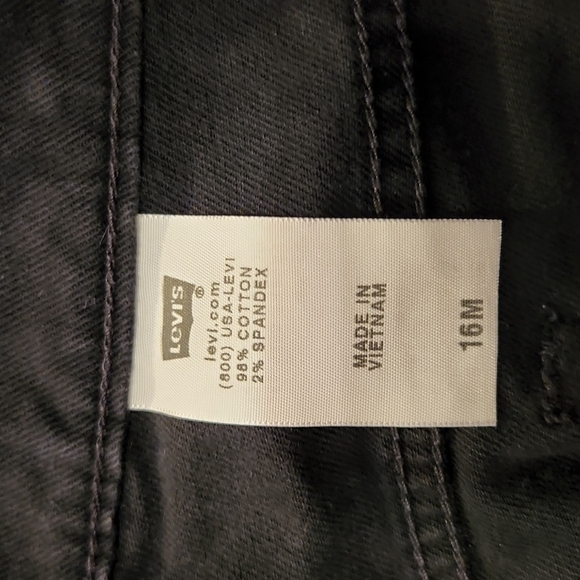 LEVI'S®
levi.com
(800) USA-LEVI
98% COTTON
2% SPANDEX
MADE IN
VIETNAM
16M